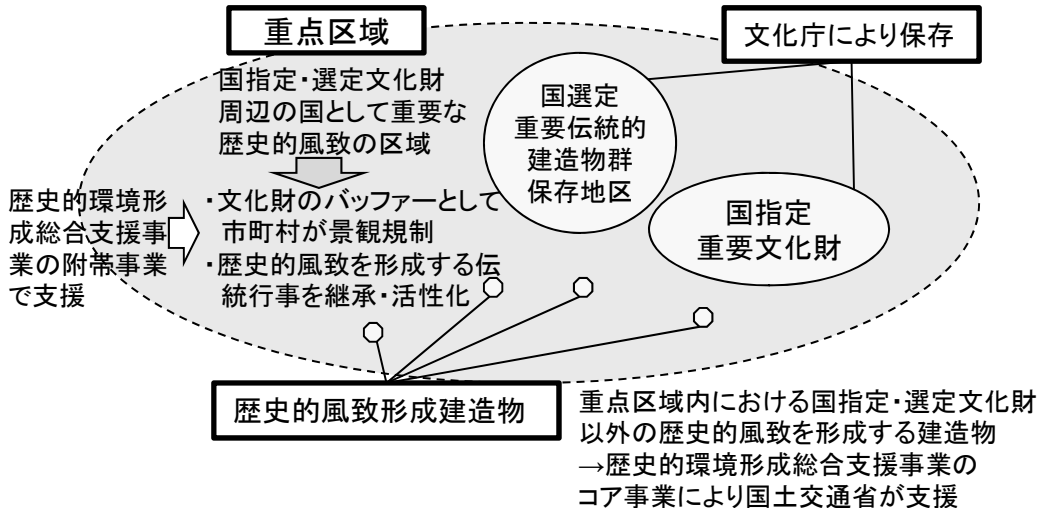 重点区域
文化庁により保存
国指定・選定文化財
周辺の国として重要な
歴史的風致の区域
国選定
重要伝統的
建造物群
保存地区
歴史的環境形
成総合支援事
業の附帯事業
で支援
・文化財のバッファーとして
市町村が景観規制
・歴史的風致を形成する伝
統行事を継承・活性化
国指定
重要文化財
歴史的風致形成建造物
重点区域内における国指定・選定文化財
以外の歴史的風致を形成する建造物
→歴史的環境形成総合支援事業の
コア事業により国土交通省が支援